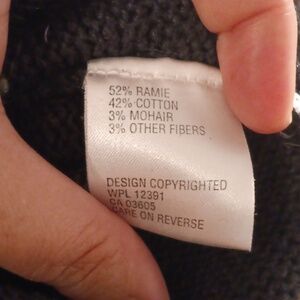 52% RAMIE
42% COTTON
3% MOHAIR
3% OTHER FIBERS
DESIGN COPYRIGHTED
WPL 12391
CA 03605
CARE ON REVERSE